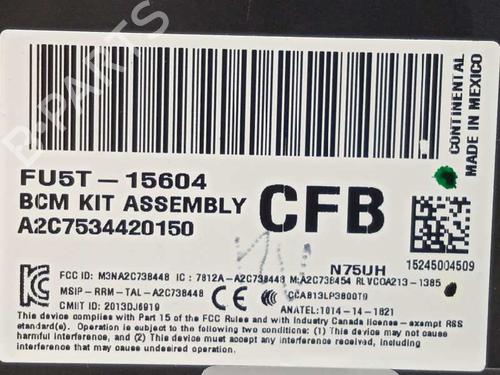 CONTINENTAL
MADE IN MEXICO
FU5T - 15604
BCM KIT ASSEMBLY
A2C7534420150
CFB
N75UH
15245004509
FCC ID: M3NA2C738448 IC : 7812A-A2C738448 M:A2C738454 RLVCOA213-1385
MSIP-RRM-TAL-A2C738448
CCAB13LP3800T9
CMIIT ID: 2013DJ6919
ANATEL:1014-14-1821
This device complies with Part 15 of the FCC Rules and with Industry Canada license - exempt RSS
standard(s). Operation is subject to the following two conditions: (1) This device may not cause
harmful interference, and (2) This device must accept any interference received, including
interference that may cause undesired operation.
B-PARTS